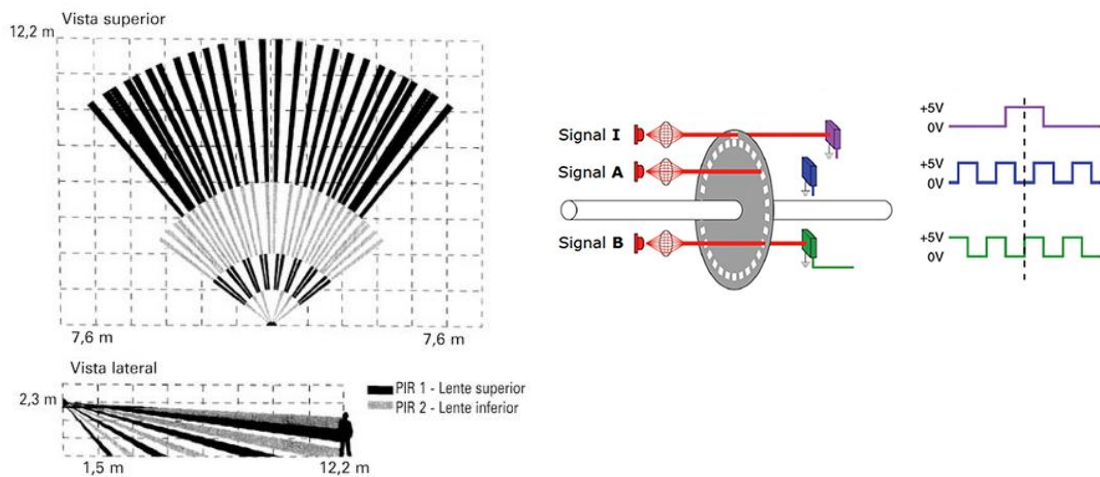 Vista superior
12,2 m
7,6 m
7,6 m
Vista lateral
2,3 m
PIR 1 - Lente superior
PIR 2 - Lente inferior
1,5 m
12,2 m
Signal I
Signal A
Signal B
+5V
0V
+5V
0V
+5V
0V